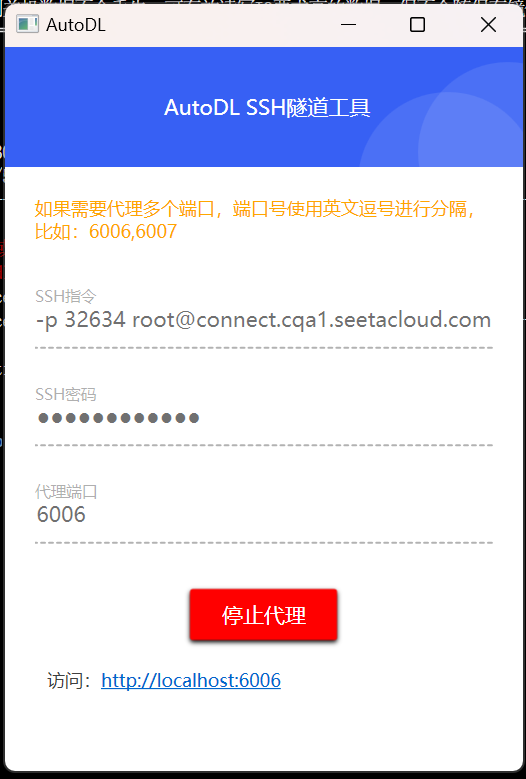 AutoDL
AutoDL SSH隧道工具
如果需要代理多个端口，端口号使用英文逗号进行分隔，
比如：6006,6007
SSH指令
-p 32634 root@connect.cqa1.seetacloud.com
SSH密码
●●●●●●●●●●●●
代理端口
6006
停止代理
访问：http://localhost:6006